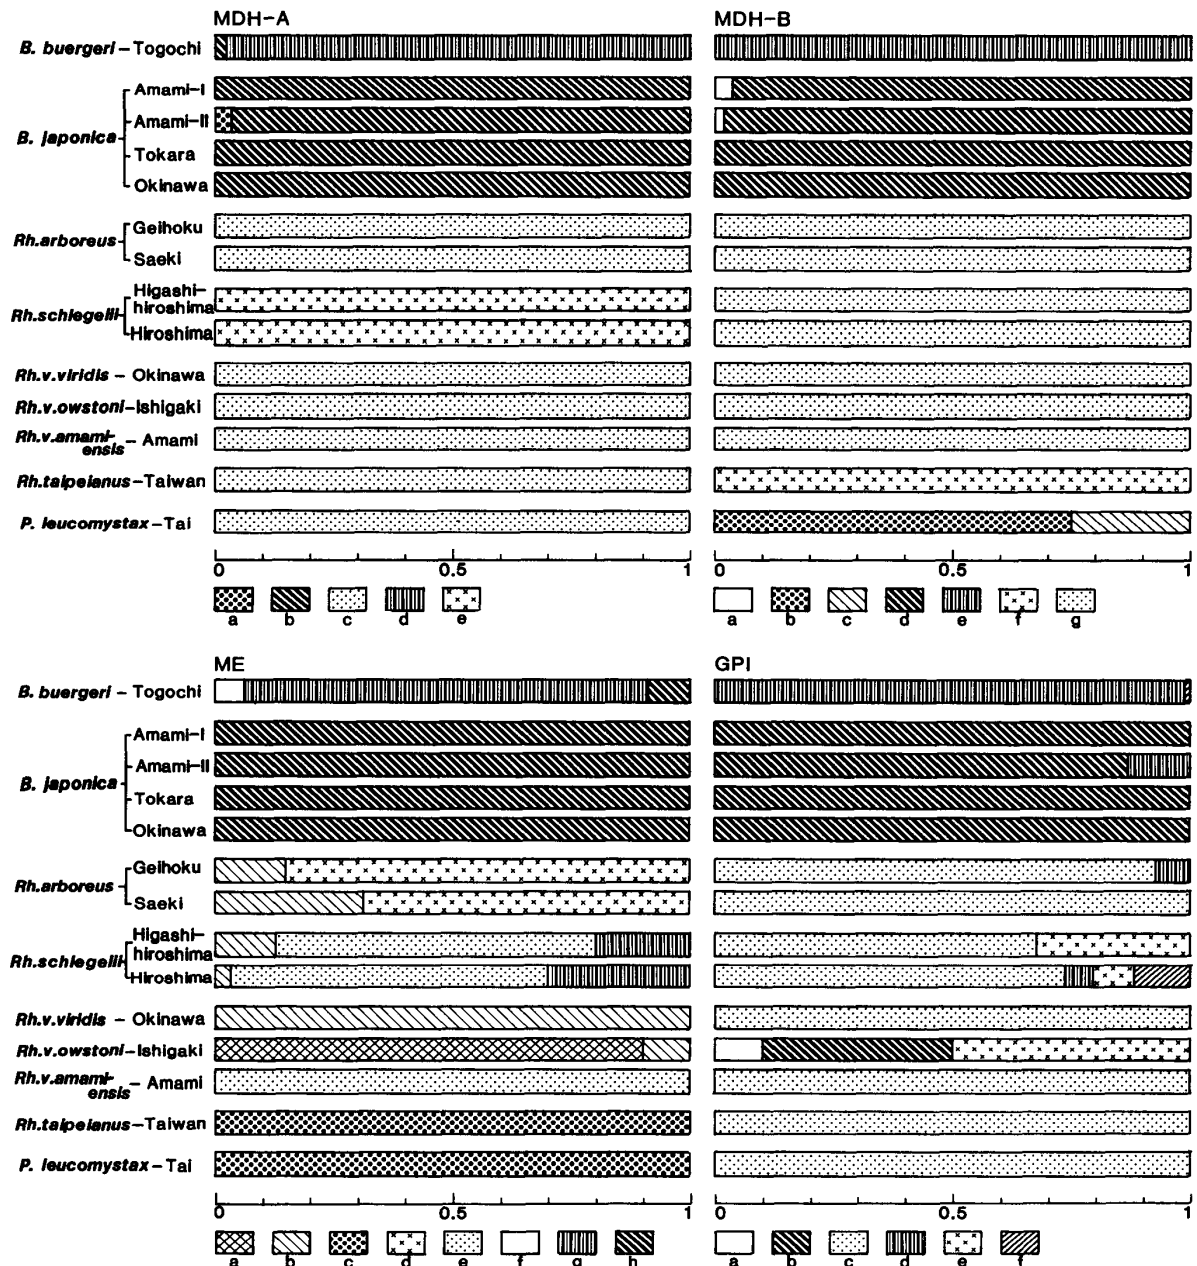 MDH-A MDH-B
B. buergeri – Togochi
Amami-I
Amami-II
B. japonica
Tokara
Okinawa
Geihoku
Rh.arboreus
Saeki
Higashi-
hiroshima
Rh.schlegelii
Hiroshima
Rh.v.viridis – Okinawa
Rh.v.owstoni – Ishigaki
Rh.v.amami-
ensis – Amami
Rh.taipeianus – Taiwan
P. leucomystax – Tai
0 0.5 1 0 0.5 1
a b c d e a b c d e f g
ME GPI
B. buergeri – Togochi
Amami-I
Amami-II
B. japonica
Tokara
Okinawa
Geihoku
Rh.arboreus
Saeki
Higashi-
hiroshima
Rh.schlegelii
Hiroshima
Rh.v.viridis – Okinawa
Rh.v.owstoni – Ishigaki
Rh.v.amami-
ensis – Amami
Rh.taipeianus – Taiwan
P. leucomystax – Tai
0 0.5 1 0 0.5 1
a b c d e f g h a b c d e f